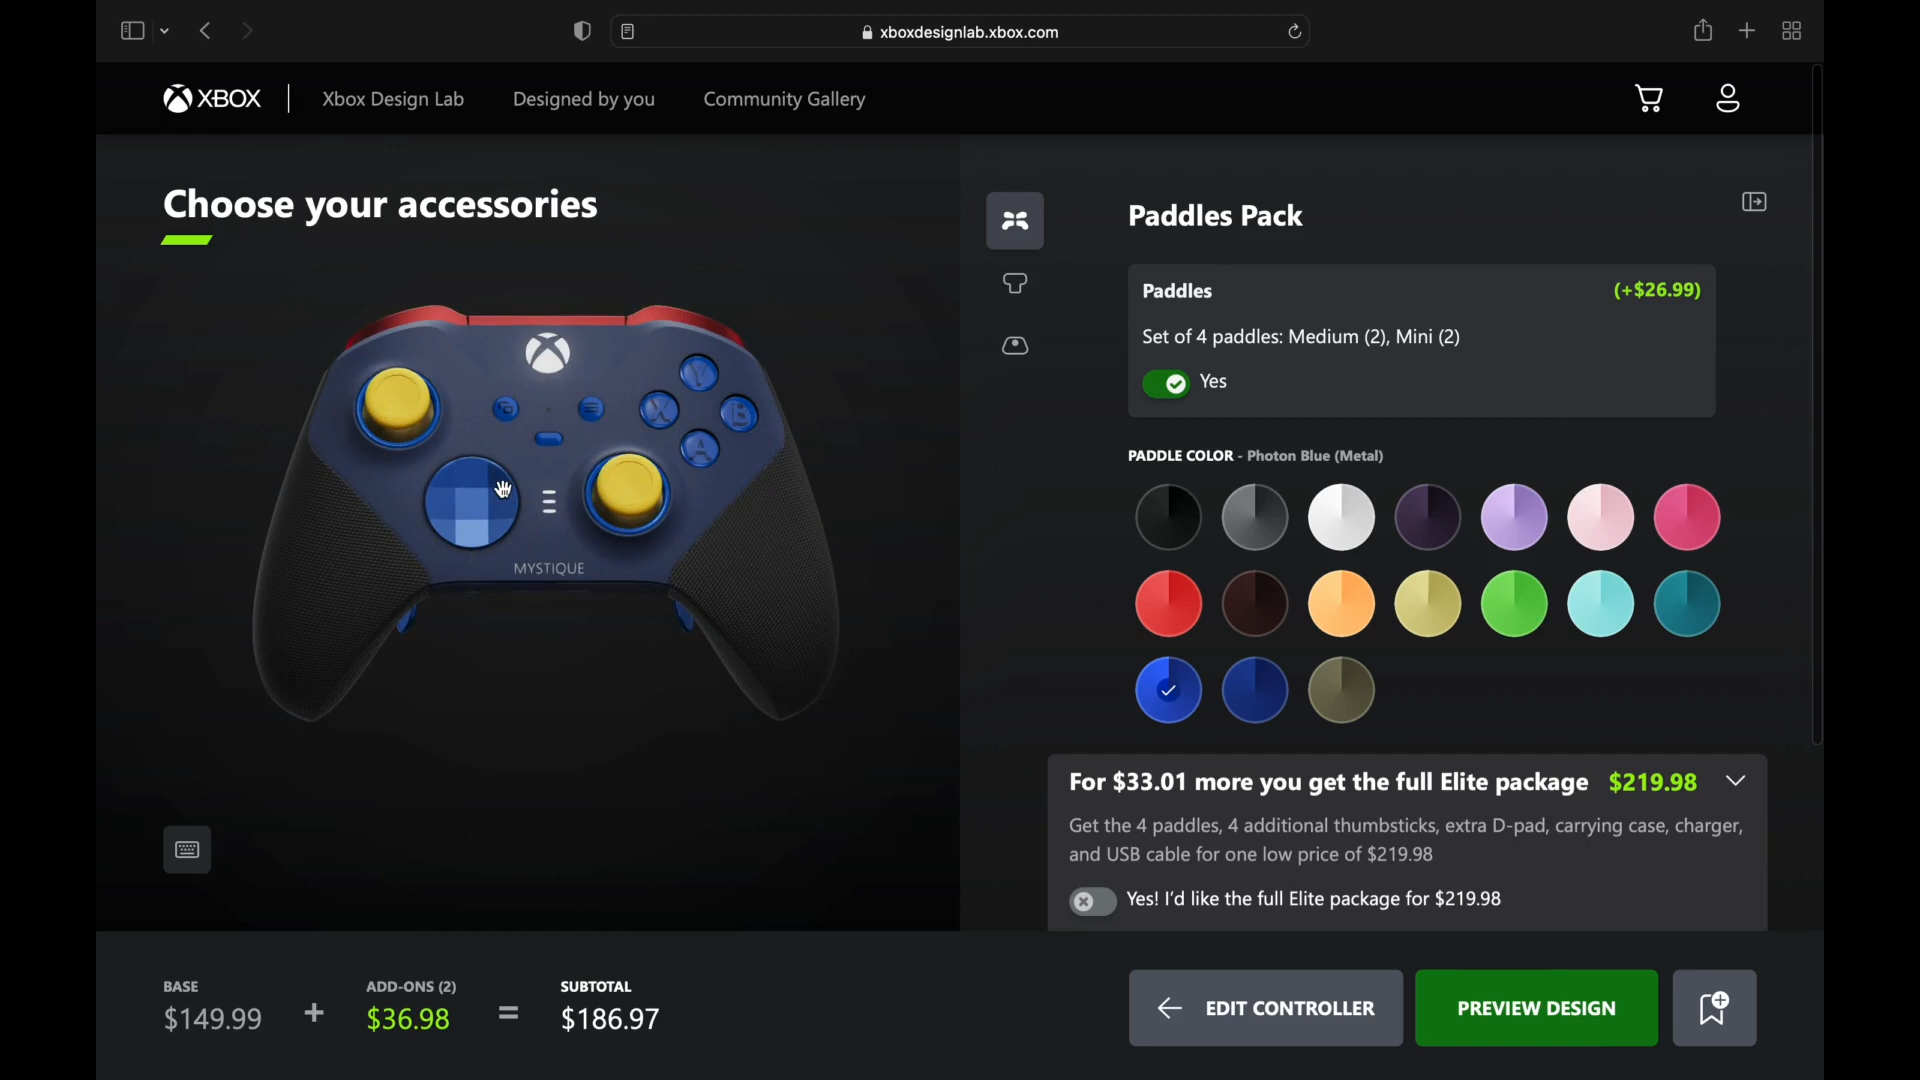 xboxdesignlab.xbox.com
XBOX
Xbox Design Lab
Designed by you
Community Gallery
Choose your accessories
Y
X
B
A
MYSTIQUE
Paddles Pack
Paddles
(+$26.99)
Set of 4 paddles: Medium (2), Mini (2)
Yes
PADDLE COLOR - Photon Blue (Metal)
For $33.01 more you get the full Elite package $219.98
Get the 4 paddles, 4 additional thumbsticks, extra D-pad, carrying case, charger,
and USB cable for one low price of $219.98
Yes! I'd like the full Elite package for $219.98
BASE
$149.99
+
ADD-ONS (2)
$36.98
=
SUBTOTAL
$186.97
EDIT CONTROLLER
PREVIEW DESIGN